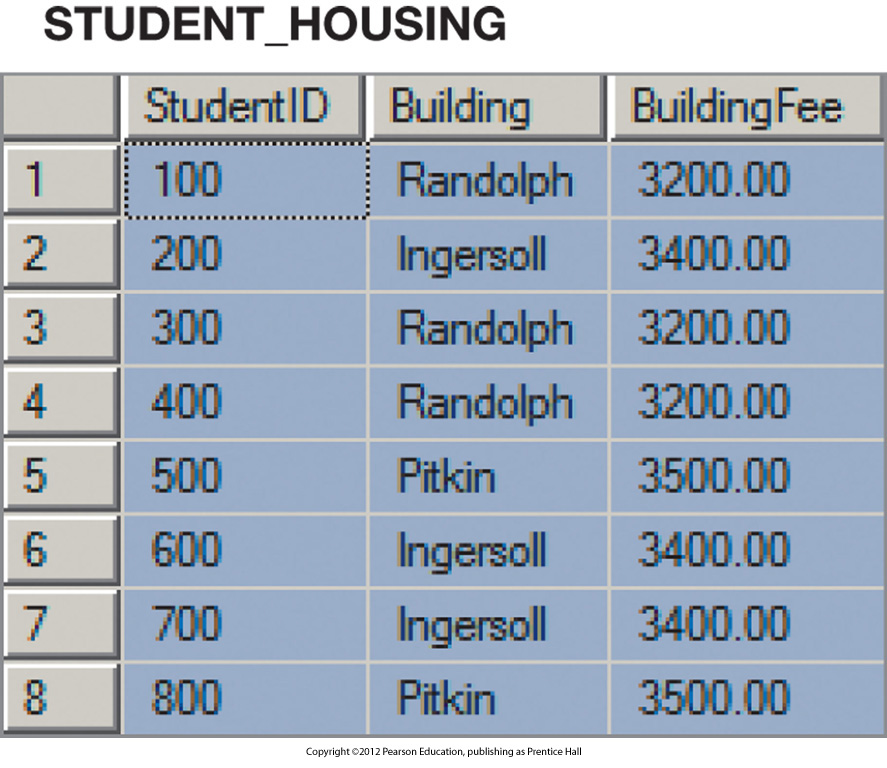 STUDENT_HOUSING
StudentID Building BuildingFee
1 100 Randolph 3200.00
2 200 Ingersoll 3400.00
3 300 Randolph 3200.00
4 400 Randolph 3200.00
5 500 Pitkin 3500.00
6 600 Ingersoll 3400.00
7 700 Ingersoll 3400.00
8 800 Pitkin 3500.00
Copyright ©2012 Pearson Education, publishing as Prentice Hall